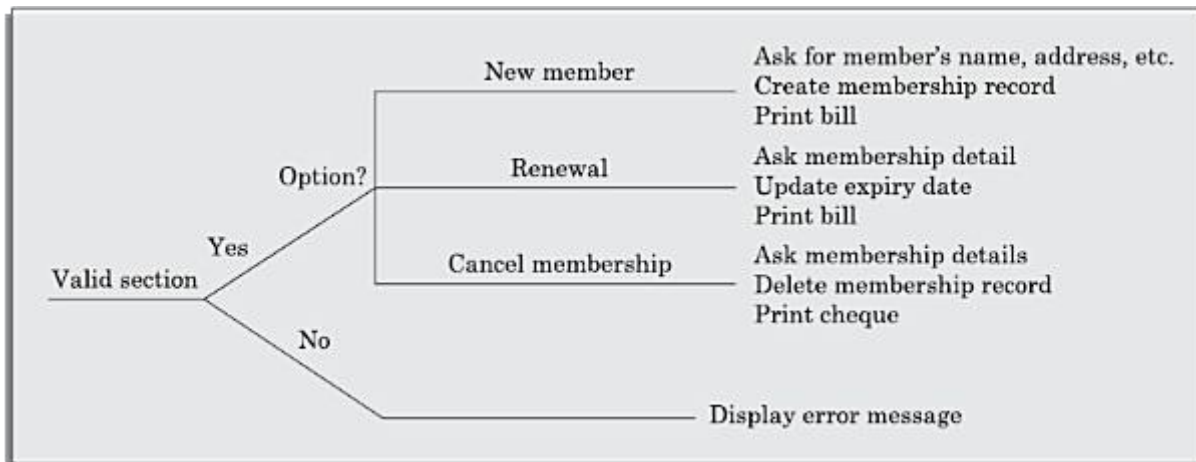 New member
Ask for member's name, address, etc.
Create membership record
Print bill
Option?
Renewal
Ask membership detail
Update expiry date
Print bill
Yes
Cancel membership
Ask membership details
Delete membership record
Print cheque
Valid section
No
Display error message